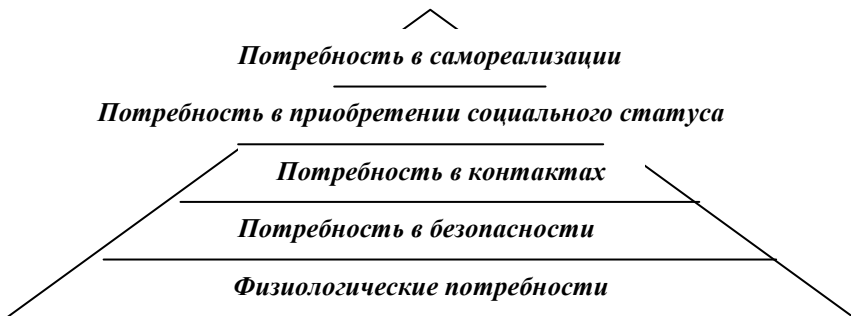 Потребность в самореализации
Потребность в приобретении социального статуса
Потребность в контактах
Потребность в безопасности
Физиологические потребности